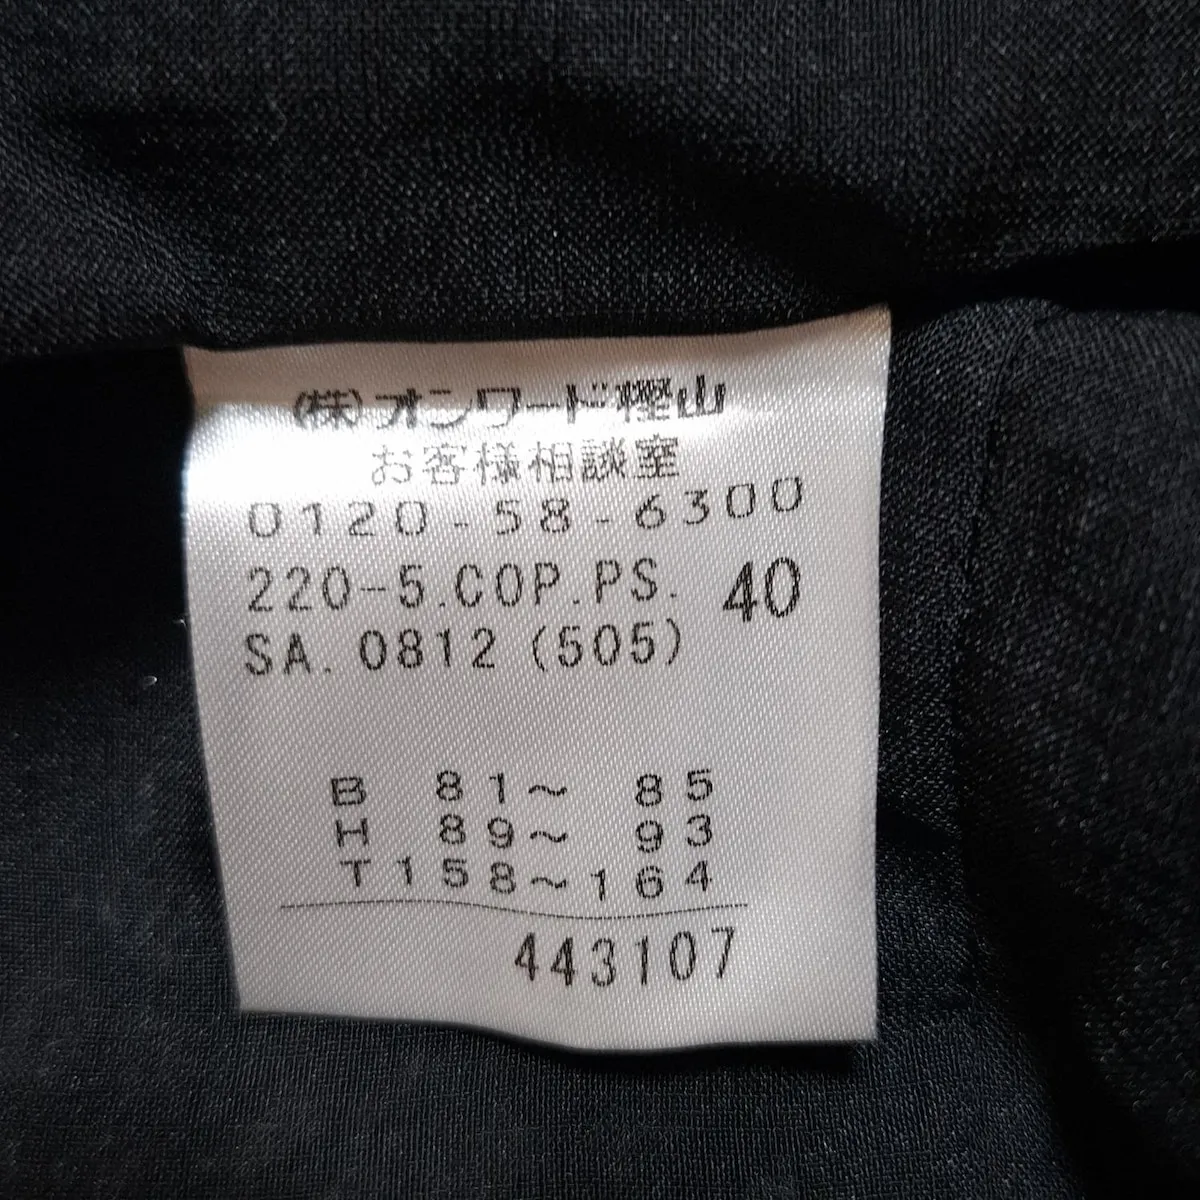 (株)オンワード樫山
お客様相談室
0120-58-6300
220-5.COP.PS. 40
SA. 0812 (505)
B 81~ 85
H 89~ 93
T158~164
443107